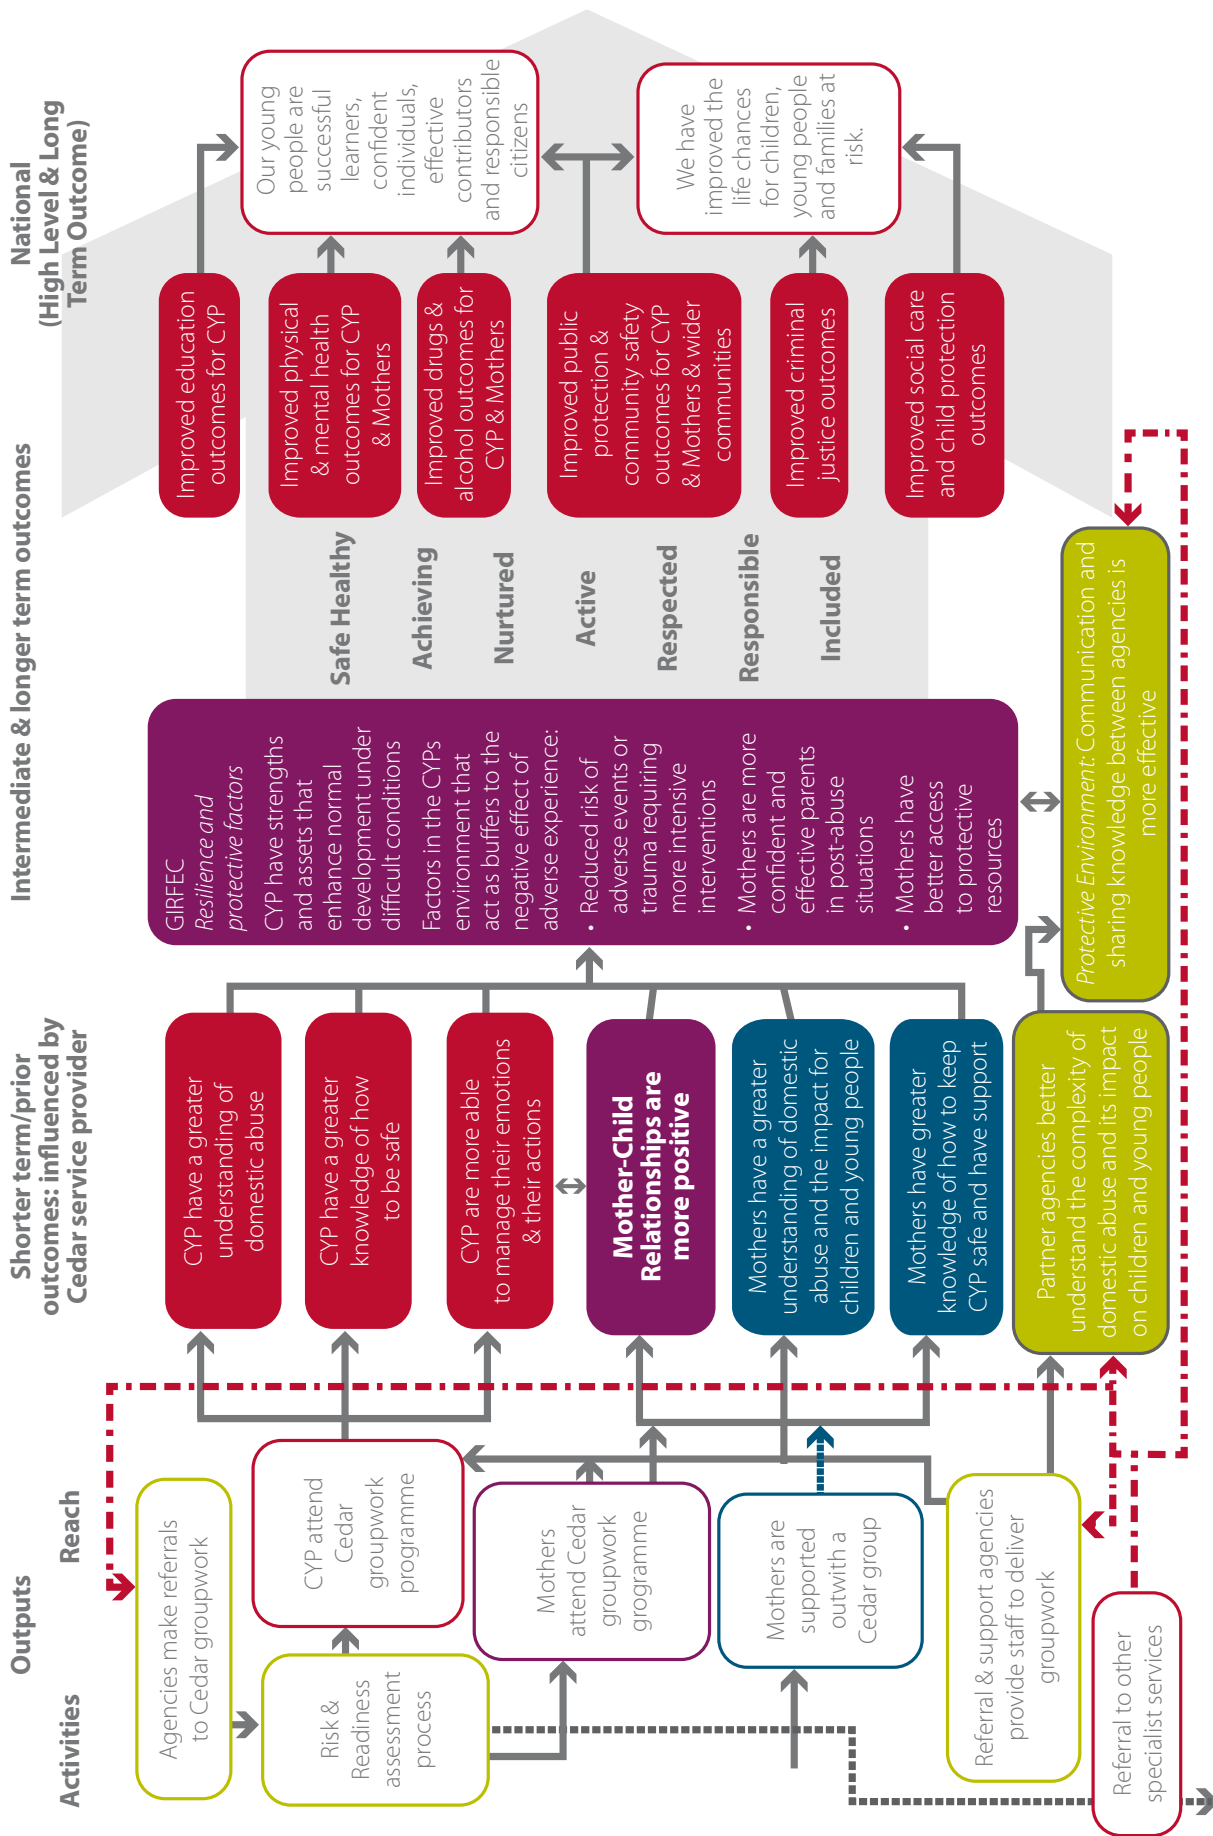 Outputs
Activities
Reach
Shorter term/prior
outcomes: influenced by
Cedar service provider
Intermediate & longer term outcomes
National
(High Level & Long
Term Outcome)
Agencies make referrals
to Cedar groupwork
Risk &
Readiness
assessment
process
CYP attend
Cedar
groupwork
programme
Mothers
attend Cedar
groupwork
grogramme
Mothers are
supported
outwith a
Cedar group
Referral & support agencies
provide staff to deliver
groupwork
Referral to other
specialist services
CYP have a greater
understanding of
domestic abuse
CYP have a greater
knowledge of how
to be safe
CYP are more able
to manage their emotions
& their actions
Mother-Child
Relationships are
more positive
Mothers have a greater
understanding of domestic
abuse and the impact for
children and young people
Mothers have greater
knowledge of how to keep
CYP safe and have support
Partner agencies better
understand the complexity of
domestic abuse and its impact
on children and young people
GIRFEC
Resilience and
protective factors
CYP have strengths
and assets that
enhance normal
development under
difficult conditions
Factors in the CYPs
environment that
act as buffers to the
negative effect of
adverse experience:
• Reduced risk of
adverse events or
trauma requiring
more intensive
interventions
• Mothers are more
confident and
effective parents
in post-abuse
situations
• Mothers have
better access
to protective
resources
Protective Environment: Communication and
sharing knowledge between agencies is
more effective
Safe Healthy
Achieving
Nurtured
Active
Respected
Responsible
Included
Improved education
outcomes for CYP
Improved physical
& mental health
outcomes for CYP
& Mothers
Improved drugs &
alcohol outcomes for
CYP & Mothers
Improved public
protection &
community safety
outcomes for CYP
& Mothers & wider
communities
Improved criminal
justice outcomes
Improved social care
and child protection
outcomes
Our young
people are
successful
learners,
confident
individuals,
effective
contributors
and responsible
citizens
We have
improved the
life chances
for children,
young people
and families at
risk.